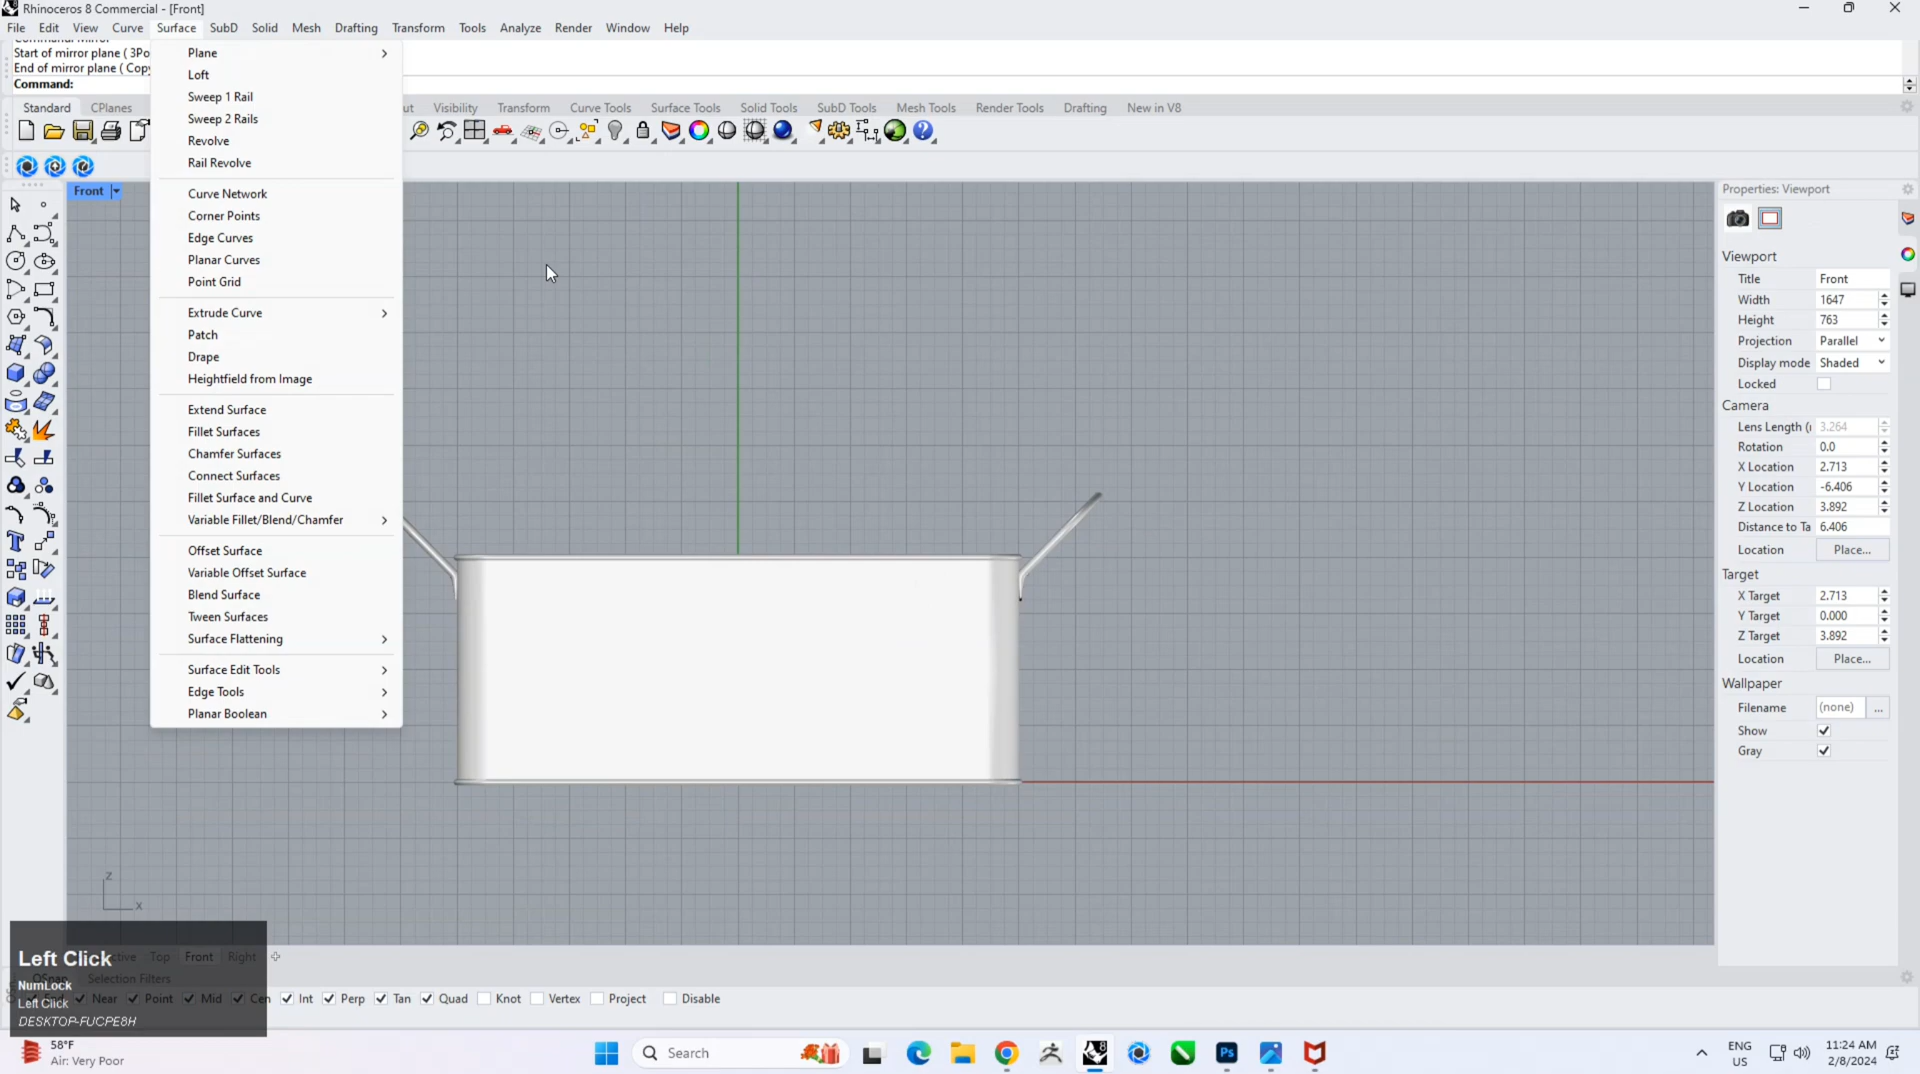 Rhinoceros 8 Commercial - [Front]
File Edit View Curve Surface SubD Solid Mesh Drafting Transform Tools Analyze Render Window Help
Start of mirror plane ( 3Po
End of mirror plane ( Copy
Command:
Standard CPlanes Visibility Transform Curve Tools Surface Tools Solid Tools SubD Tools Mesh Tools Render Tools Drafting New in V8
Front
Plane
Loft
Sweep 1 Rail
Sweep 2 Rails
Revolve
Rail Revolve
Curve Network
Corner Points
Edge Curves
Planar Curves
Point Grid
Extrude Curve
Patch
Drape
Heightfield from Image
Extend Surface
Fillet Surfaces
Chamfer Surfaces
Connect Surfaces
Fillet Surface and Curve
Variable Fillet/Blend/Chamfer
Offset Surface
Variable Offset Surface
Blend Surface
Tween Surfaces
Surface Flattening
Surface Edit Tools
Edge Tools
Planar Boolean
Properties: Viewport
Viewport
Title Front
Width 1647
Height 763
Projection Parallel
Display mode Shaded
Locked
Camera
Lens Length (i 3.264
Rotation 0.0
X Location 2.713
Y Location -6.406
Z Location 3.892
Distance to Ta 6.406
Location Place...
Target
X Target 2.713
Y Target 0.000
Z Target 3.892
Location Place...
Wallpaper
Filename (none) ...
Show
Gray
z
x
Left Click
NumLock
Left Click
DESKTOP-FUCPE8H
ctive Top Front Right
OSnap Selection Filters
End Near Point Mid Cen Int Perp Tan Quad Knot Vertex Project Disable
58°F
Air: Very Poor
Search
Ps
ENG
US
11:24 AM
2/8/2024